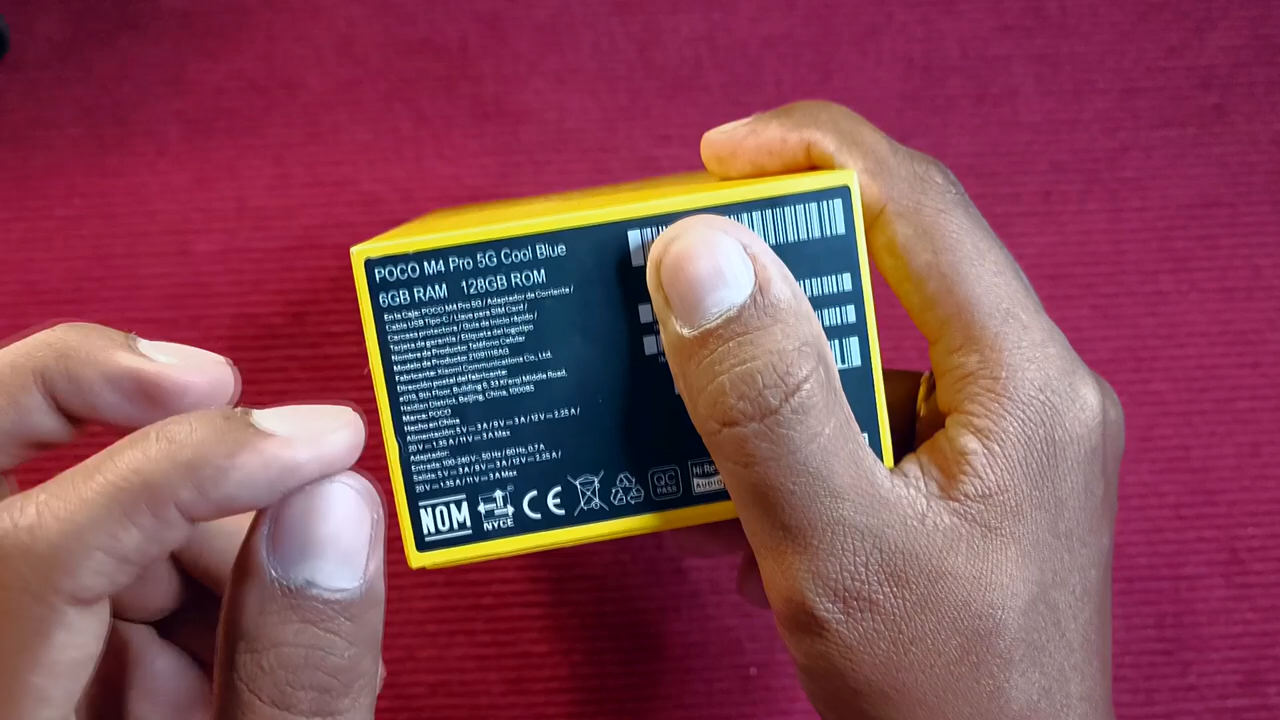 POCO M4 Pro 5G Cool Blue
6GB RAM 128GB ROM
En la Caja: POCO M4 Pro 5G / Adaptador de Corriente /
Cable USB Tipo-C / Llave para SIM Card /
Carcasa protectora / Guía de inicio rápido /
Tarjeta de garantía / Etiqueta del logotipo
Nombre de Producto: Teléfono Celular
Modelo de Producto: 21091116AG
Fabricante: Xiaomi Communications Co., Ltd.
Dirección postal del fabricante:
#019, 9th Floor, Building 6, 33 Xi'erqi Middle Road,
Haidian District, Beijing, China, 100085
Marca: POCO
Hecho en China
Alimentación: 5 V⎓3 A / 9 V⎓3 A / 12 V⎓2.25 A /
20 V⎓1.35 A / 11 V⎓3 A Max
Adaptador:
Entrada: 100-240 V~, 50 Hz / 60 Hz, 0.7 A
Salida: 5 V⎓3 A / 9 V⎓3 A / 12 V⎓2.25 A /
20 V⎓1.35 A / 11 V⎓3 A Max
NOM NYCE CE QC PASS Hi-Res AUDIO